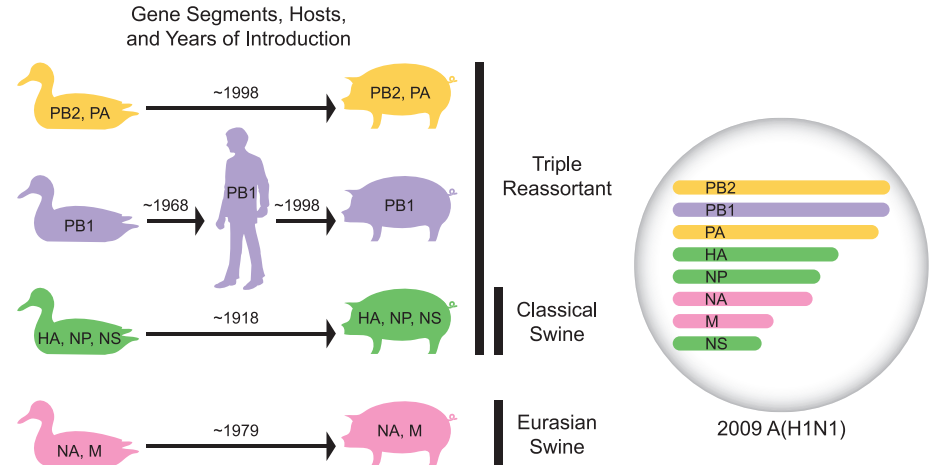 Gene Segments, Hosts,
and Years of Introduction
PB2, PA
~1998
PB2, PA
PB1
~1968
PB1
~1998
PB1
HA, NP, NS
~1918
HA, NP, NS
NA, M
~1979
NA, M
Triple
Reassortant
Classical
Swine
Eurasian
Swine
PB2
PB1
PA
HA
NP
NA
M
NS
2009 A(H1N1)